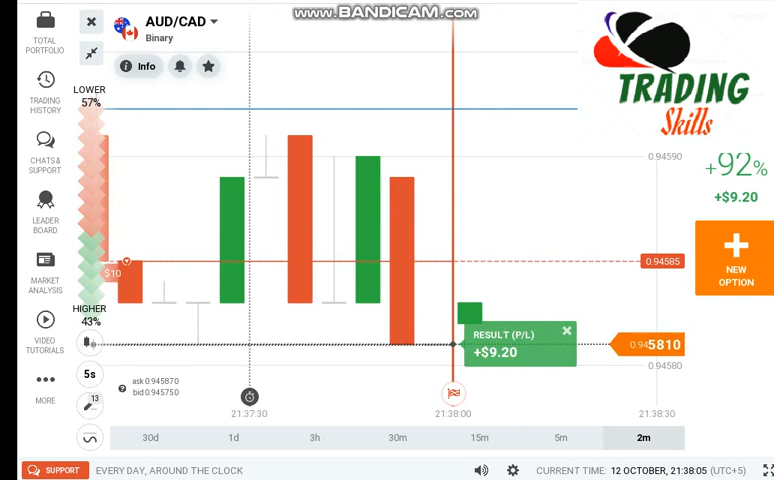 www.BANDICAM.com
AUD/CAD
Binary
Info
TOTAL
PORTFOLIO
TRADING
HISTORY
CHATS &
SUPPORT
LEADER
BOARD
MARKET
ANALYSIS
VIDEO
TUTORIALS
MORE
LOWER
57%
$10
HIGHER
43%
5s
13
ask 0.945870
bid 0.945750
TRADING
Skills
+92%
+$9.20
NEW
OPTION
0.94590
0.94585
0.945810
0.94580
RESULT (P/L)
+$9.20
21:37:30
21:38:00
21:38:30
30d
1d
3h
30m
15m
5m
2m
SUPPORT
EVERY DAY, AROUND THE CLOCK
CURRENT TIME: 12 OCTOBER, 21:38:05 (UTC+5)